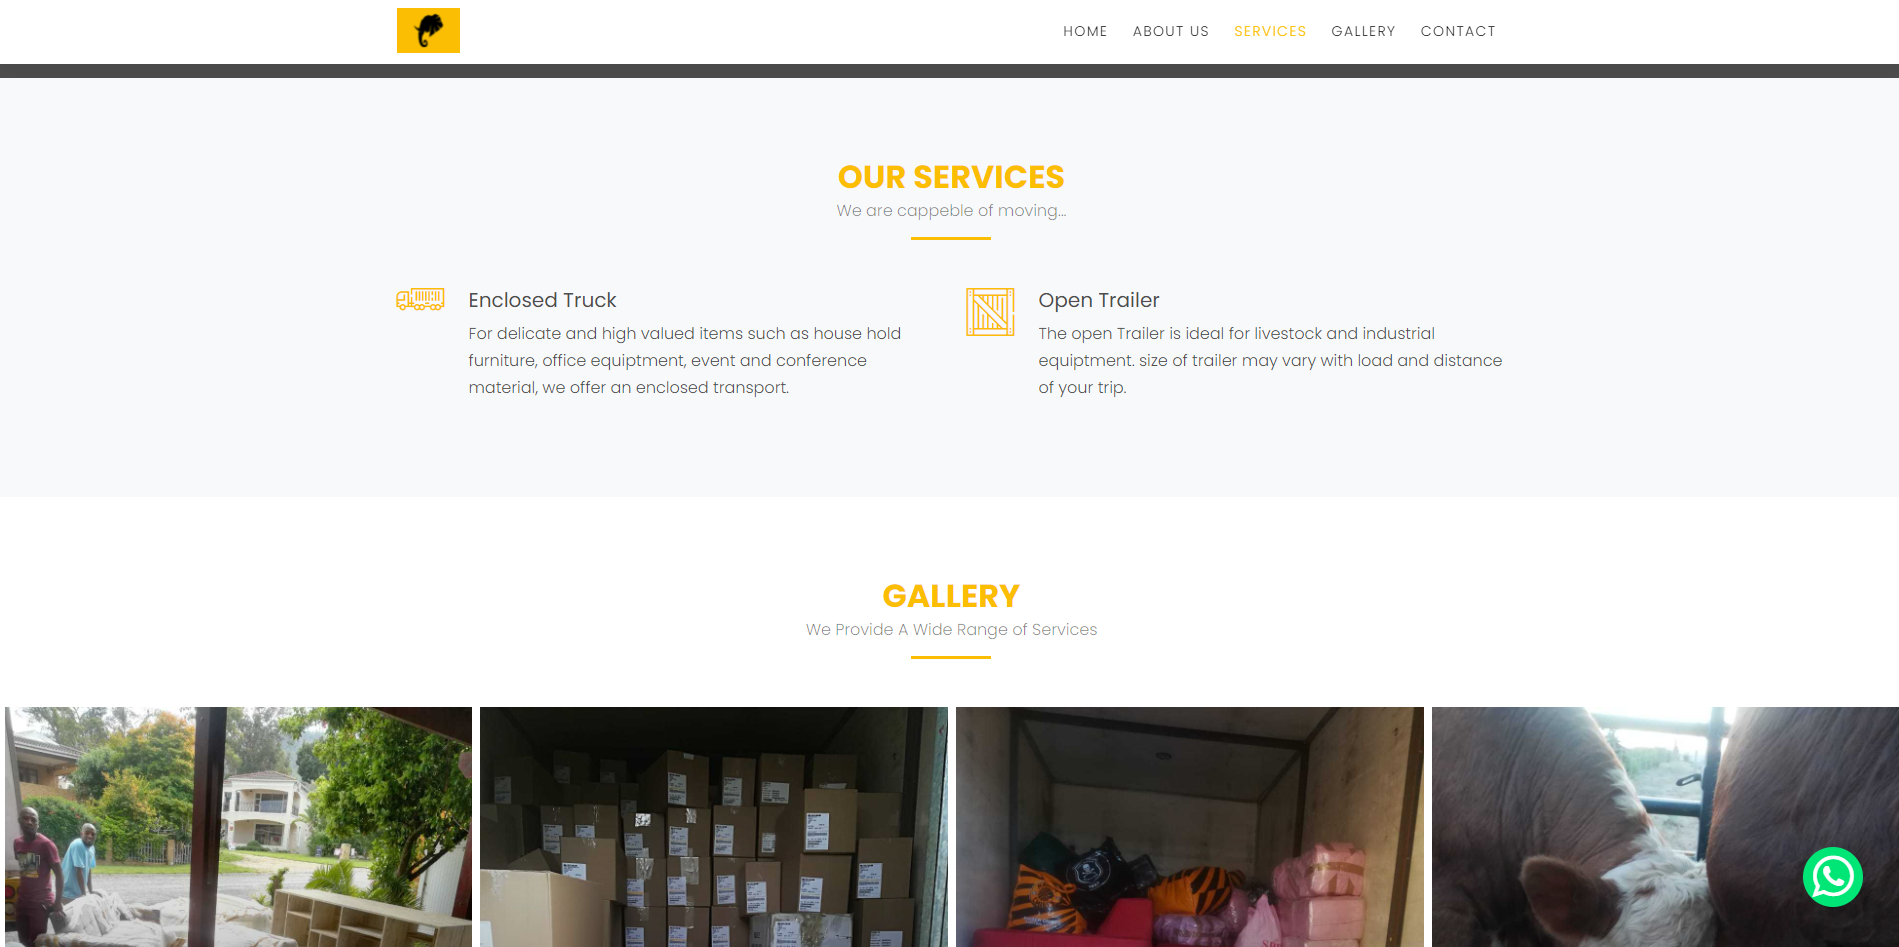 HOME ABOUT US SERVICES GALLERY CONTACT
OUR SERVICES
We are cappeble of moving...
Enclosed Truck
For delicate and high valued items such as house hold
furniture, office equiptment, event and conference
material, we offer an enclosed transport.
Open Trailer
The open Trailer is ideal for livestock and industrial
equiptment. size of trailer may vary with load and distance
of your trip.
GALLERY
We Provide A Wide Range of Services